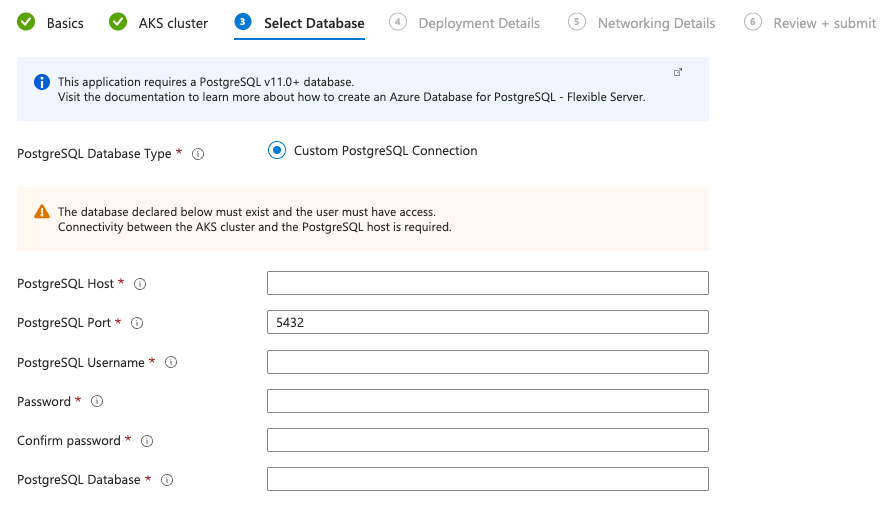 Basics
AKS cluster
3 Select Database
4 Deployment Details
5 Networking Details
6 Review + submit
This application requires a PostgreSQL v11.0+ database.
Visit the documentation to learn more about how to create an Azure Database for PostgreSQL - Flexible Server.
PostgreSQL Database Type *
Custom PostgreSQL Connection
The database declared below must exist and the user must have access.
Connectivity between the AKS cluster and the PostgreSQL host is required.
PostgreSQL Host *
PostgreSQL Port *
5432
PostgreSQL Username *
Password *
Confirm password *
PostgreSQL Database *